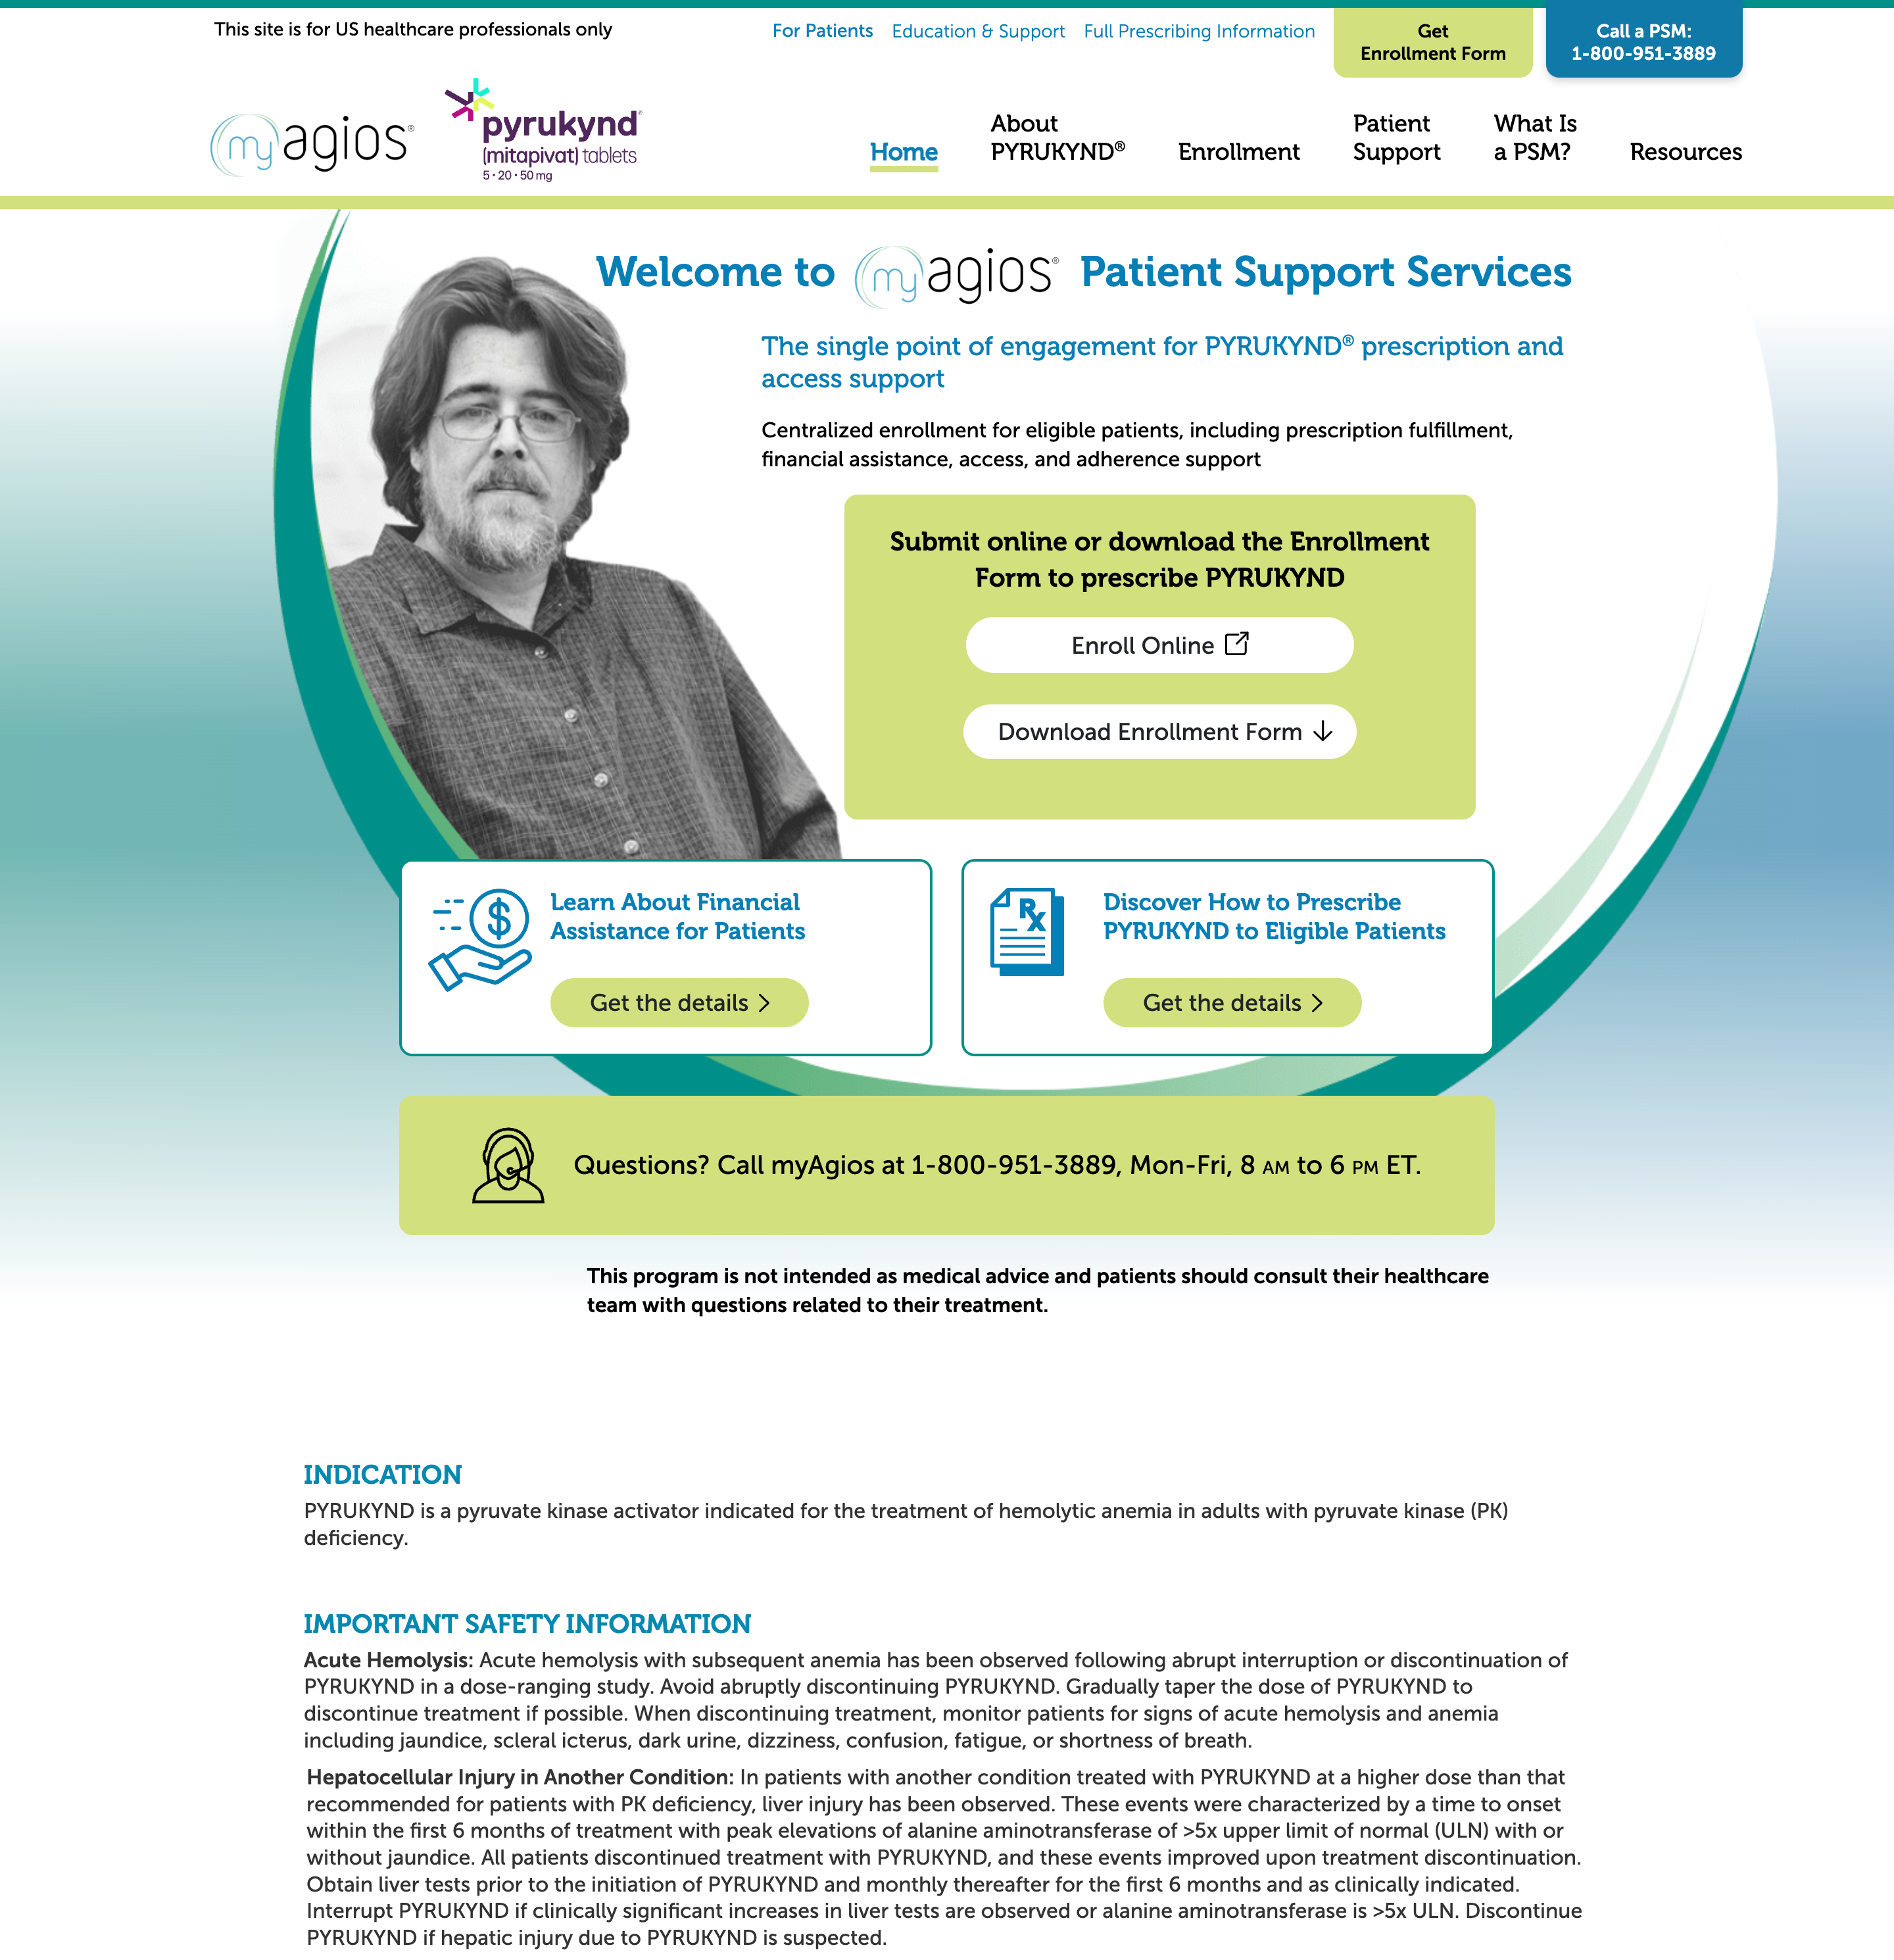 This site is for US healthcare professionals only
For Patients Education & Support Full Prescribing Information
Get
Enrollment Form
Call a PSM:
1-800-951-3889
myagios®
pyrukynd®
(mitapivat) tablets
5 • 20 • 50 mg
Home
About
PYRUKYND®
Enrollment
Patient
Support
What Is
a PSM?
Resources
Welcome to myagios® Patient Support Services
The single point of engagement for PYRUKYND® prescription and
access support
Centralized enrollment for eligible patients, including prescription fulfillment,
financial assistance, access, and adherence support
Submit online or download the Enrollment
Form to prescribe PYRUKYND
Enroll Online
Download Enrollment Form
$
Learn About Financial
Assistance for Patients
Get the details
Rx
Discover How to Prescribe
PYRUKYND to Eligible Patients
Get the details
Questions? Call myAgios at 1-800-951-3889, Mon-Fri, 8 AM to 6 PM ET.
This program is not intended as medical advice and patients should consult their healthcare
team with questions related to their treatment.
INDICATION
PYRUKYND is a pyruvate kinase activator indicated for the treatment of hemolytic anemia in adults with pyruvate kinase (PK)
deficiency.
IMPORTANT SAFETY INFORMATION
Acute Hemolysis: Acute hemolysis with subsequent anemia has been observed following abrupt interruption or discontinuation of
PYRUKYND in a dose-ranging study. Avoid abruptly discontinuing PYRUKYND. Gradually taper the dose of PYRUKYND to
discontinue treatment if possible. When discontinuing treatment, monitor patients for signs of acute hemolysis and anemia
including jaundice, scleral icterus, dark urine, dizziness, confusion, fatigue, or shortness of breath.
Hepatocellular Injury in Another Condition: In patients with another condition treated with PYRUKYND at a higher dose than that
recommended for patients with PK deficiency, liver injury has been observed. These events were characterized by a time to onset
within the first 6 months of treatment with peak elevations of alanine aminotransferase of >5x upper limit of normal (ULN) with or
without jaundice. All patients discontinued treatment with PYRUKYND, and these events improved upon treatment discontinuation.
Obtain liver tests prior to the initiation of PYRUKYND and monthly thereafter for the first 6 months and as clinically indicated.
Interrupt PYRUKYND if clinically significant increases in liver tests are observed or alanine aminotransferase is >5x ULN. Discontinue
PYRUKYND if hepatic injury due to PYRUKYND is suspected.